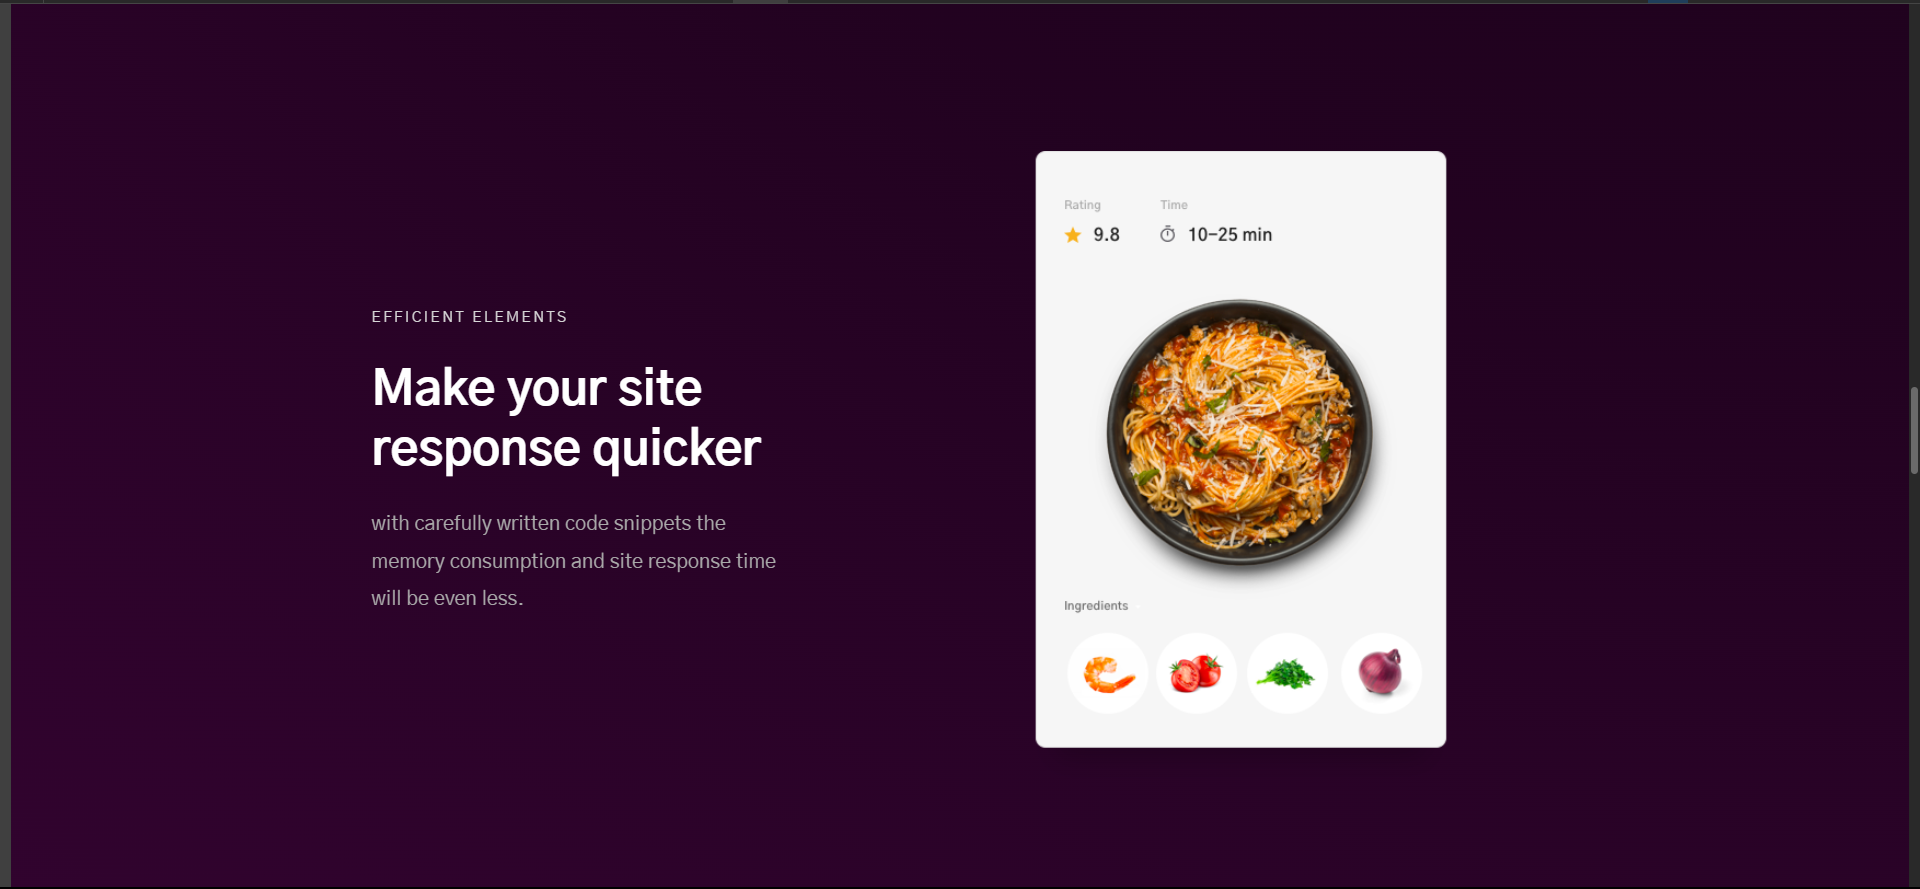 EFFICIENT ELEMENTS
Make your site
response quicker
with carefully written code snippets the
memory consumption and site response time
will be even less.
Rating
Time
9.8
10-25 min
Ingredients